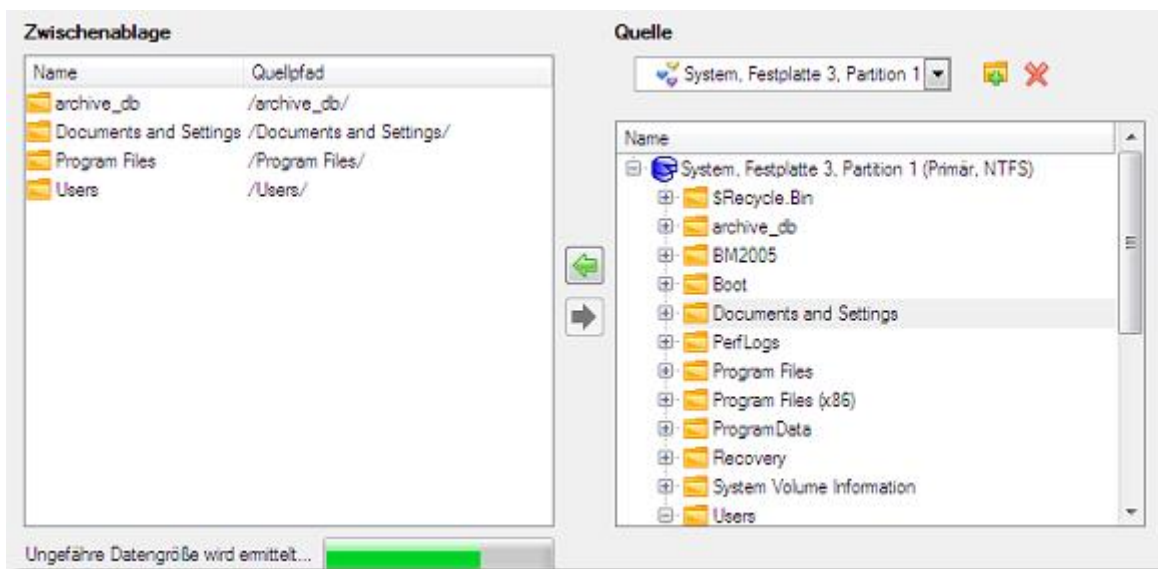 Zwischenablage
Name Quellpfad
archive_db /archive_db/
Documents and Settings /Documents and Settings/
Program Files /Program Files/
Users /Users/
Ungefähre Datengröße wird ermittelt...
Quelle
System, Festplatte 3, Partition 1
Name
System, Festplatte 3, Partition 1 (Primär, NTFS)
$Recycle.Bin
archive_db
BM2005
Boot
Documents and Settings
PerfLogs
Program Files
Program Files (x86)
ProgramData
Recovery
System Volume Information
Users